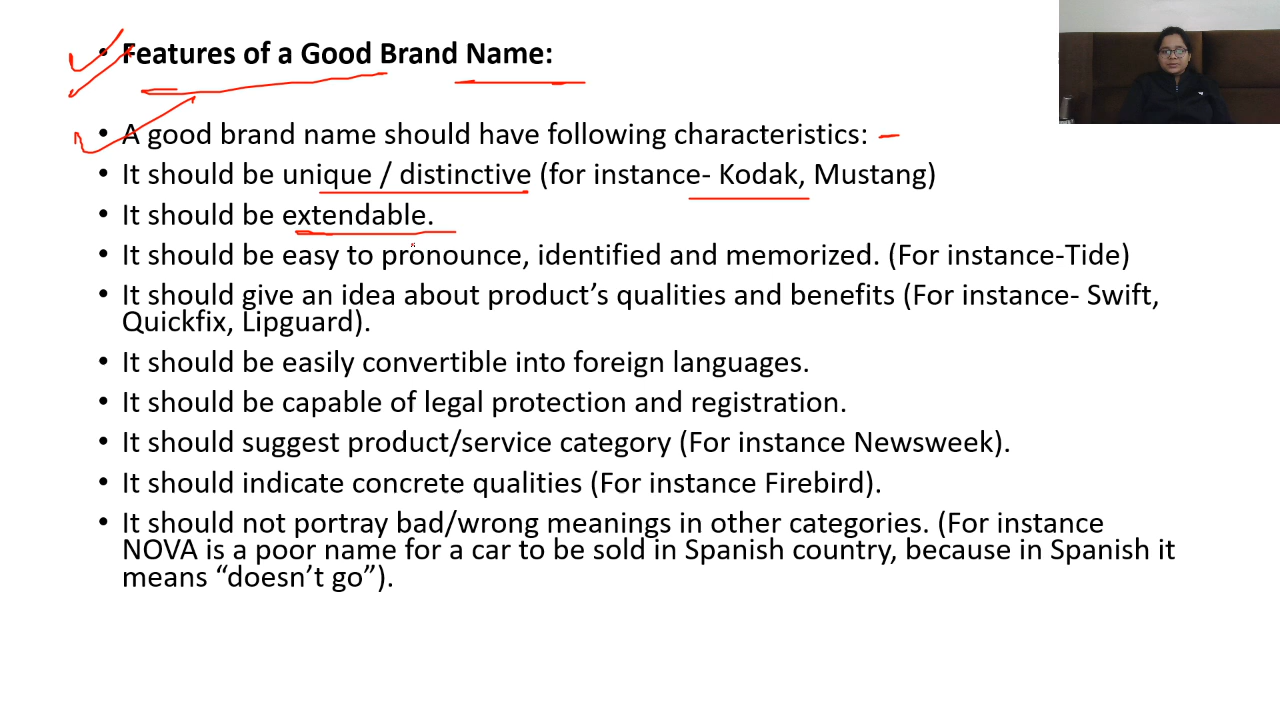 • Features of a Good Brand Name:
• A good brand name should have following characteristics:
• It should be unique / distinctive (for instance- Kodak, Mustang)
• It should be extendable.
• It should be easy to pronounce, identified and memorized. (For instance-Tide)
• It should give an idea about product’s qualities and benefits (For instance- Swift,
Quickfix, Lipguard).
• It should be easily convertible into foreign languages.
• It should be capable of legal protection and registration.
• It should suggest product/service category (For instance Newsweek).
• It should indicate concrete qualities (For instance Firebird).
• It should not portray bad/wrong meanings in other categories. (For instance
NOVA is a poor name for a car to be sold in Spanish country, because in Spanish it
means “doesn’t go”).